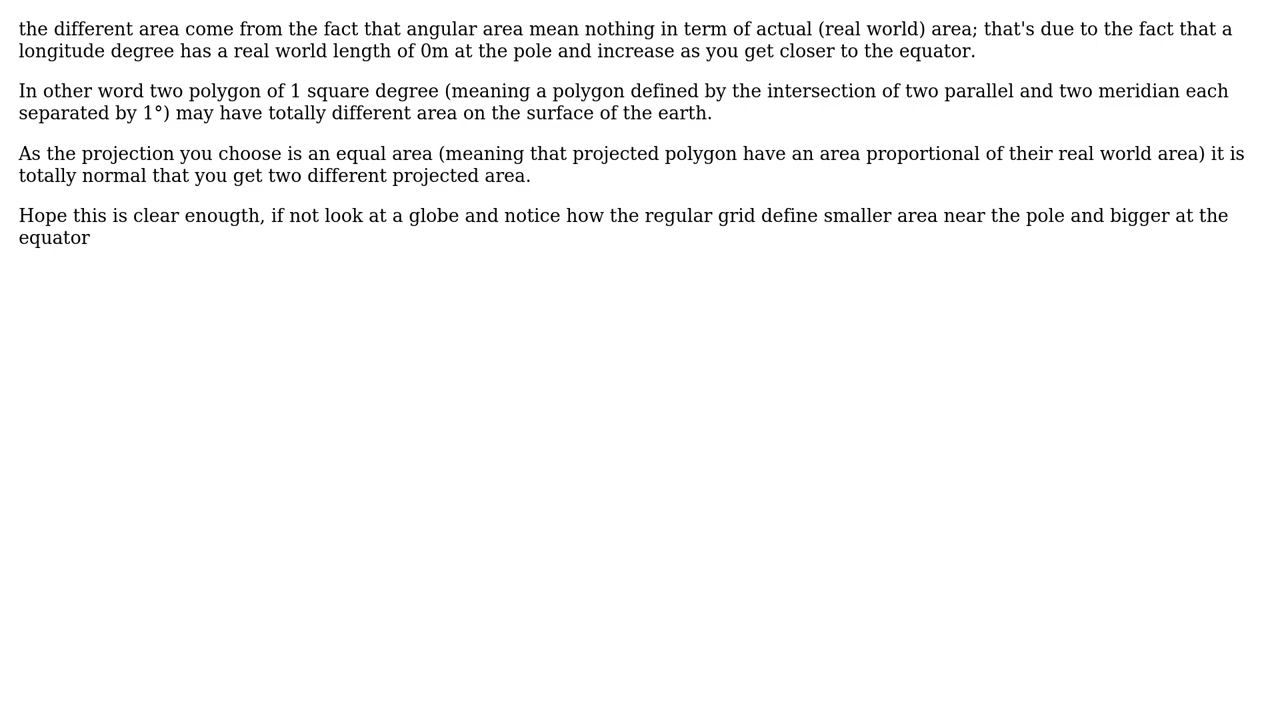 the different area come from the fact that angular area mean nothing in term of actual (real world) area; that's due to the fact that a
longitude degree has a real world length of 0m at the pole and increase as you get closer to the equator.
In other word two polygon of 1 square degree (meaning a polygon defined by the intersection of two parallel and two meridian each
separated by 1°) may have totally different area on the surface of the earth.
As the projection you choose is an equal area (meaning that projected polygon have an area proportional of their real world area) it is
totally normal that you get two different projected area.
Hope this is clear enougth, if not look at a globe and notice how the regular grid define smaller area near the pole and bigger at the
equator